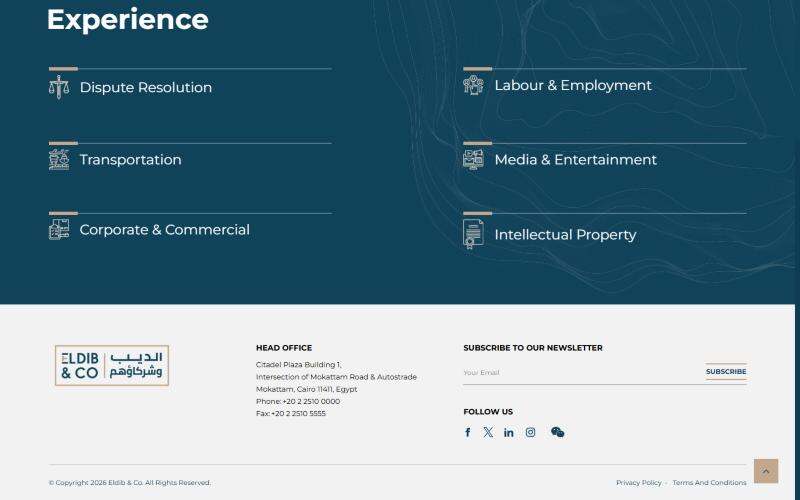 Experience
Dispute Resolution
Labour & Employment
Transportation
Media & Entertainment
Corporate & Commercial
Intellectual Property
ELDIB
& CO
الديب
وشركاؤهم
HEAD OFFICE
Citadel Plaza Building 1,
Intersection of Mokattam Road & Autostrade
Mokattam, Cairo 11411, Egypt
Phone:+20 2 2510 0000
Fax:+20 2 2510 5555
SUBSCRIBE TO OUR NEWSLETTER
Your Email
SUBSCRIBE
FOLLOW US
© Copyright 2026 Eldib & Co. All Rights Reserved.
Privacy Policy - Terms And Conditions